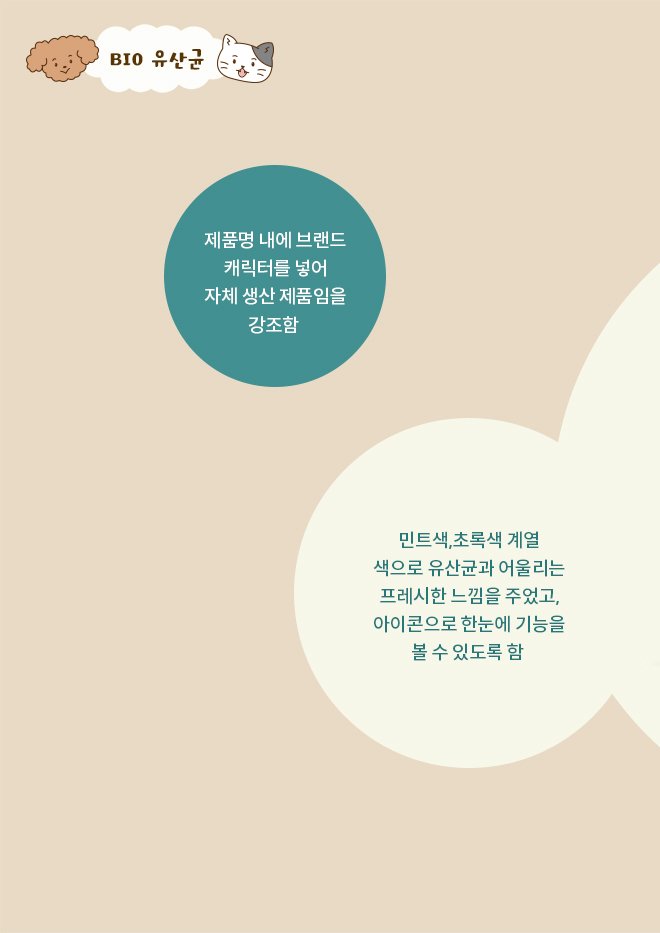 BIO 유산균
제품명 내에 브랜드
캐릭터를 넣어
자체 생산 제품임을
강조함
민트색,초록색 계열
색으로 유산균과 어울리는
프레시한 느낌을 주었고,
아이콘으로 한눈에 기능을
볼 수 있도록 함